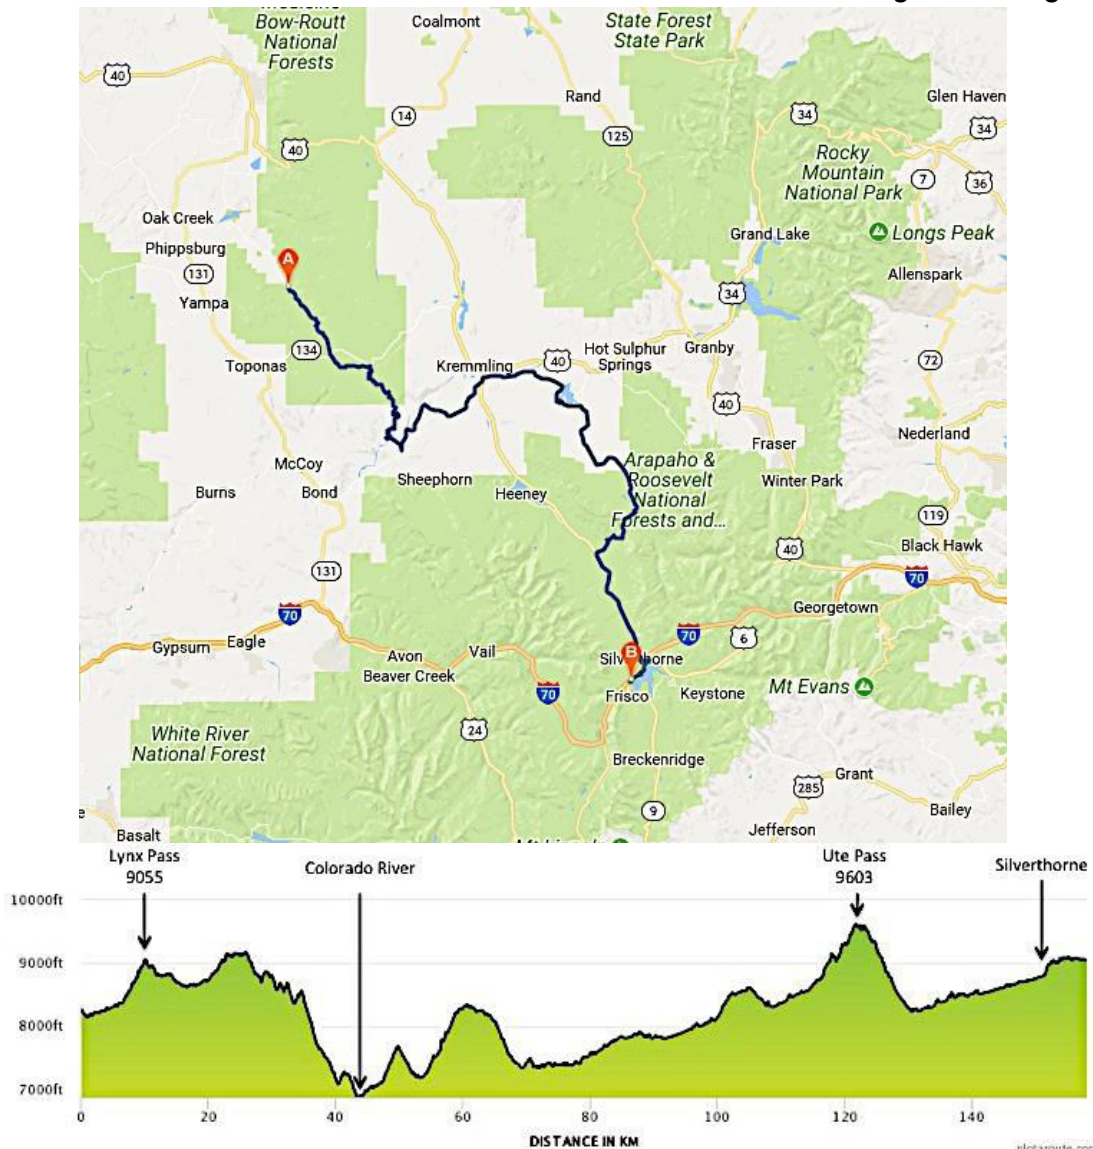 Bow-Routt
National
Forests
Coalmont
State Forest
State Park
40
Rand
Glen Haven
14
125
34
34
40
Rocky
Mountain
National Park
7
36
Oak Creek
Grand Lake
Longs Peak
Phippsburg
A
131
Allenspark
Yampa
34
134
Hot Sulphur
Springs
Granby
Toponas
Kremmling
40
72
40
Nederland
Fraser
McCoy
Arapaho &
Roosevelt
National
Forests and...
Sheephorn
Winter Park
Burns
Bond
Heeney
119
40
Black Hawk
131
70
70
Georgetown
70
6
Gypsum
Eagle
Avon
Vail
B
Beaver Creek
Frisco
Keystone
Mt Evans
70
24
White River
National Forest
Breckenridge
Grant
285
9
Bailey
Jefferson
Basalt
Lynx Pass
9055
Colorado River
Ute Pass
9603
Silverthorne
10000ft
9000ft
8000ft
7000ft
0 20 40 60 80 100 120 140
DISTANCE IN KM